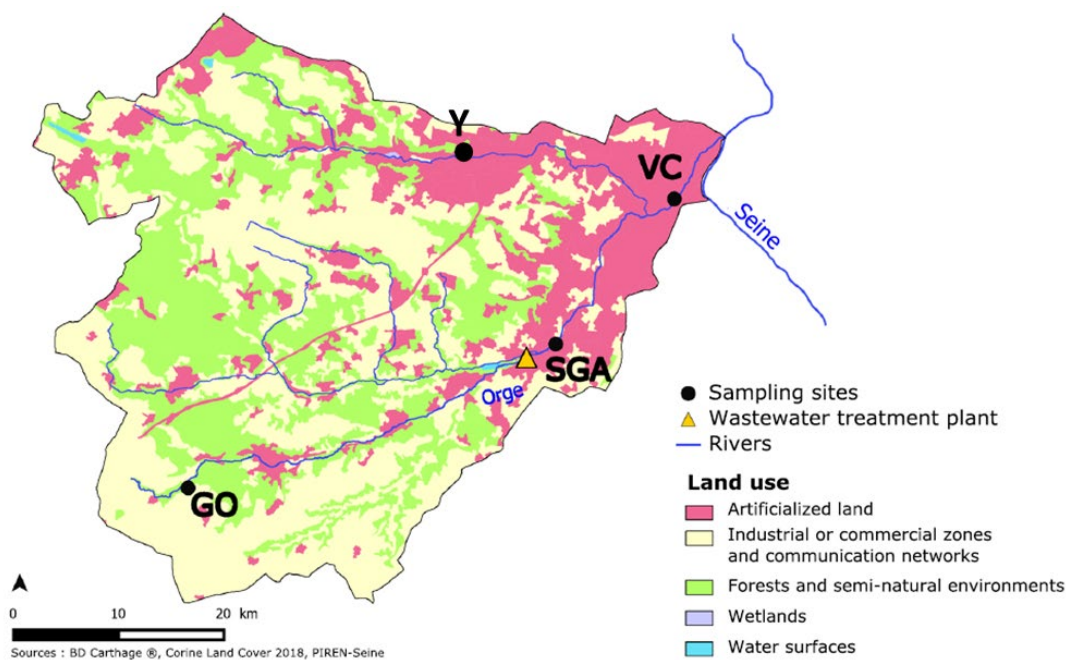 Y
VC
Seine
SGA
Orge
GO
Sampling sites
Wastewater treatment plant
Rivers
Land use
Artificialized land
Industrial or commercial zones
and communication networks
Forests and semi-natural environments
Wetlands
Water surfaces
0 10 20 km
Sources : BD Carthage ®, Corine Land Cover 2018, PIREN-Seine